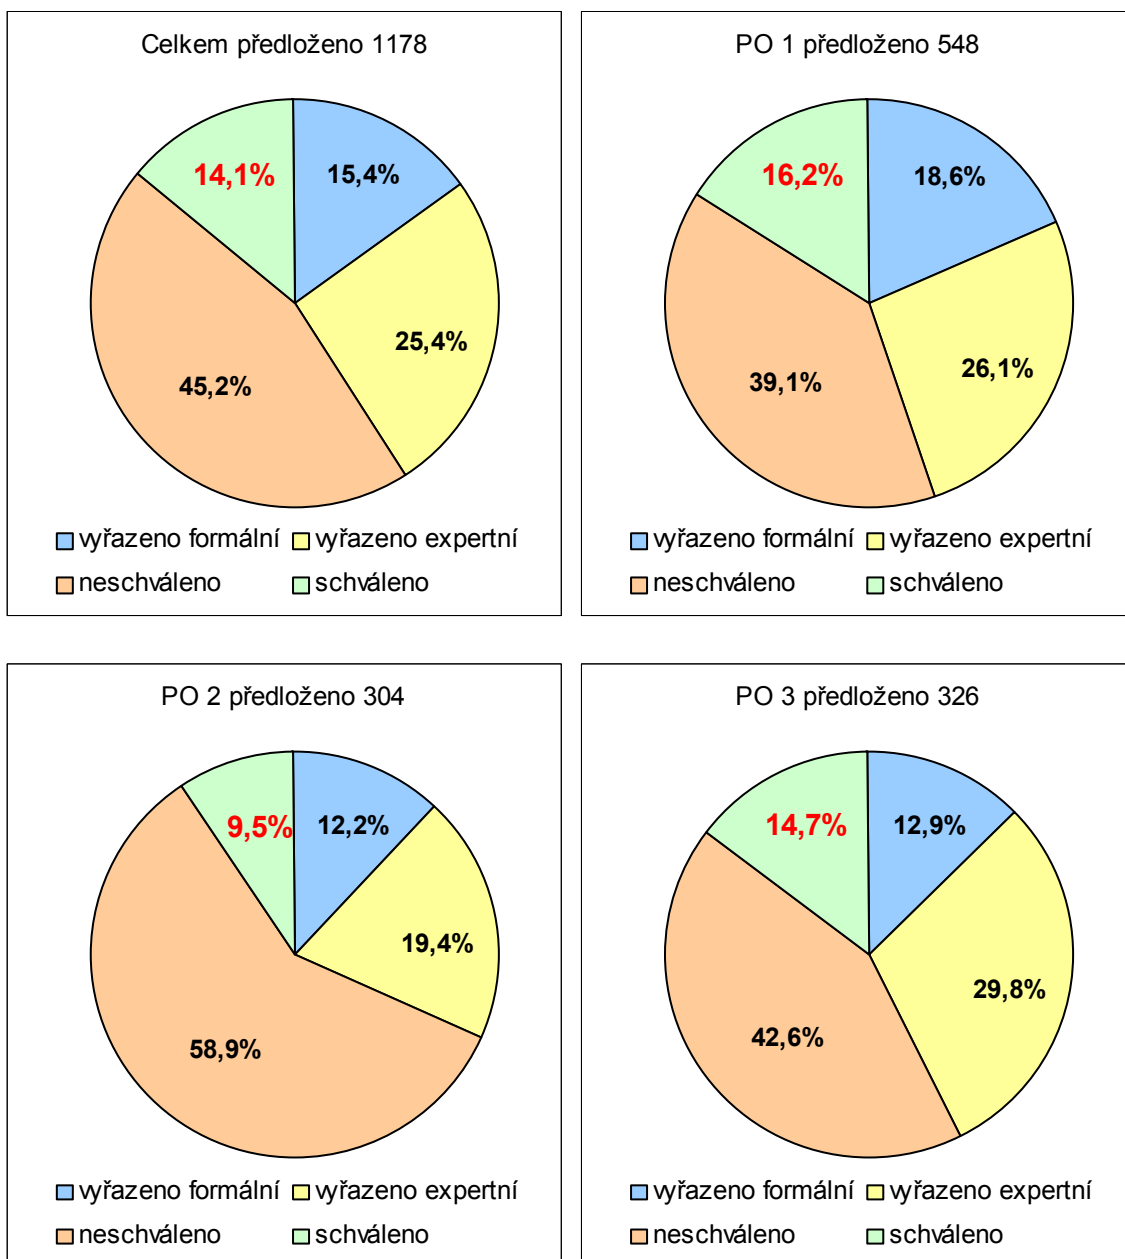 Celkem předloženo 1178
14,1%
15,4%
25,4%
45,2%
vyřazeno formální vyřazeno expertní
neschváleno schváleno
PO 1 předloženo 548
16,2%
18,6%
26,1%
39,1%
vyřazeno formální vyřazeno expertní
neschváleno schváleno
PO 2 předloženo 304
9,5%
12,2%
19,4%
58,9%
vyřazeno formální vyřazeno expertní
neschváleno schváleno
PO 3 předloženo 326
14,7%
12,9%
29,8%
42,6%
vyřazeno formální vyřazeno expertní
neschváleno schváleno